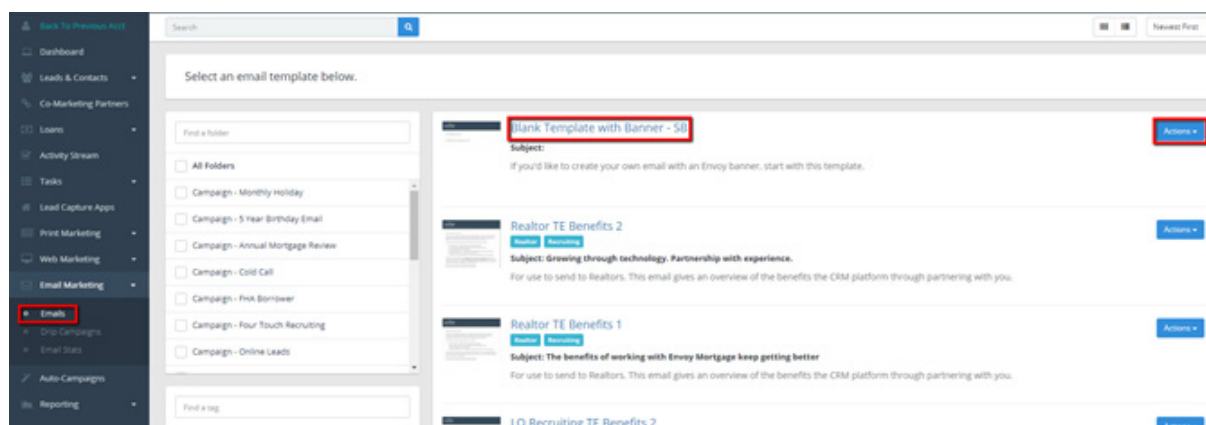 Back To Previous Acct
Dashboard
Leads & Contacts
Co-Marketing Partners
Loans
Activity Stream
Tasks
Lead Capture Apps
Print Marketing
Web Marketing
Email Marketing
Emails
Drip Campaigns
Email Stats
Auto-Campaigns
Reporting
Search
Newest First
Select an email template below.
Find a folder
All Folders
Campaign - Monthly Holiday
Campaign - 5 Year Birthday Email
Campaign - Annual Mortgage Review
Campaign - Cold Call
Campaign - FHA Borrower
Campaign - Four Touch Recruiting
Campaign - Online Leads
Find a tag
Blank Template with Banner - SB
Actions
Subject:
If you'd like to create your own email with an Envoy banner, start with this template.
Realtor TE Benefits 2
Actions
Realtor Recruiting
Subject: Growing through technology. Partnership with experience.
For use to send to Realtors. This email gives an overview of the benefits the CRM platform through partnering with you.
Realtor TE Benefits 1
Actions
Realtor Recruiting
Subject: The benefits of working with Envoy Mortgage keep getting better
For use to send to Realtors. This email gives an overview of the benefits the CRM platform through partnering with you.
LO Recruiting TE Benefits 2